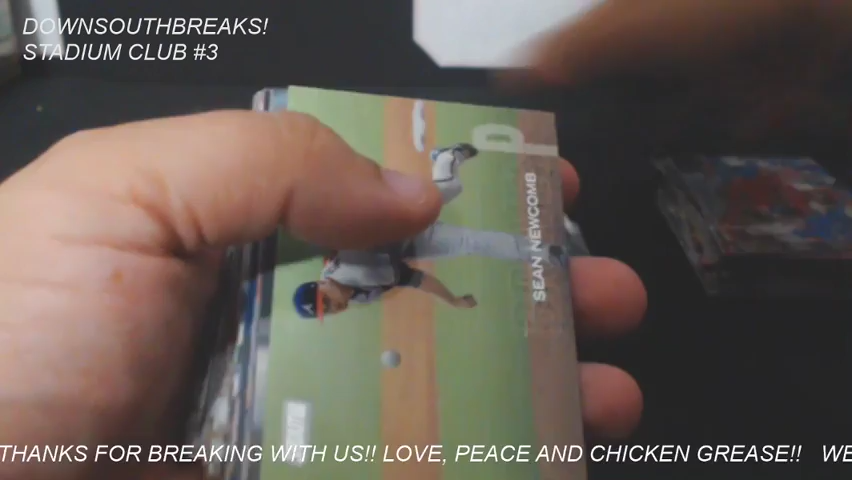 DOWNSOUTHBREAKS!
STADIUM CLUB #3
P
SEAN NEWCOMB
THANKS FOR BREAKING WITH US!! LOVE, PEACE AND CHICKEN GREASE!! WE